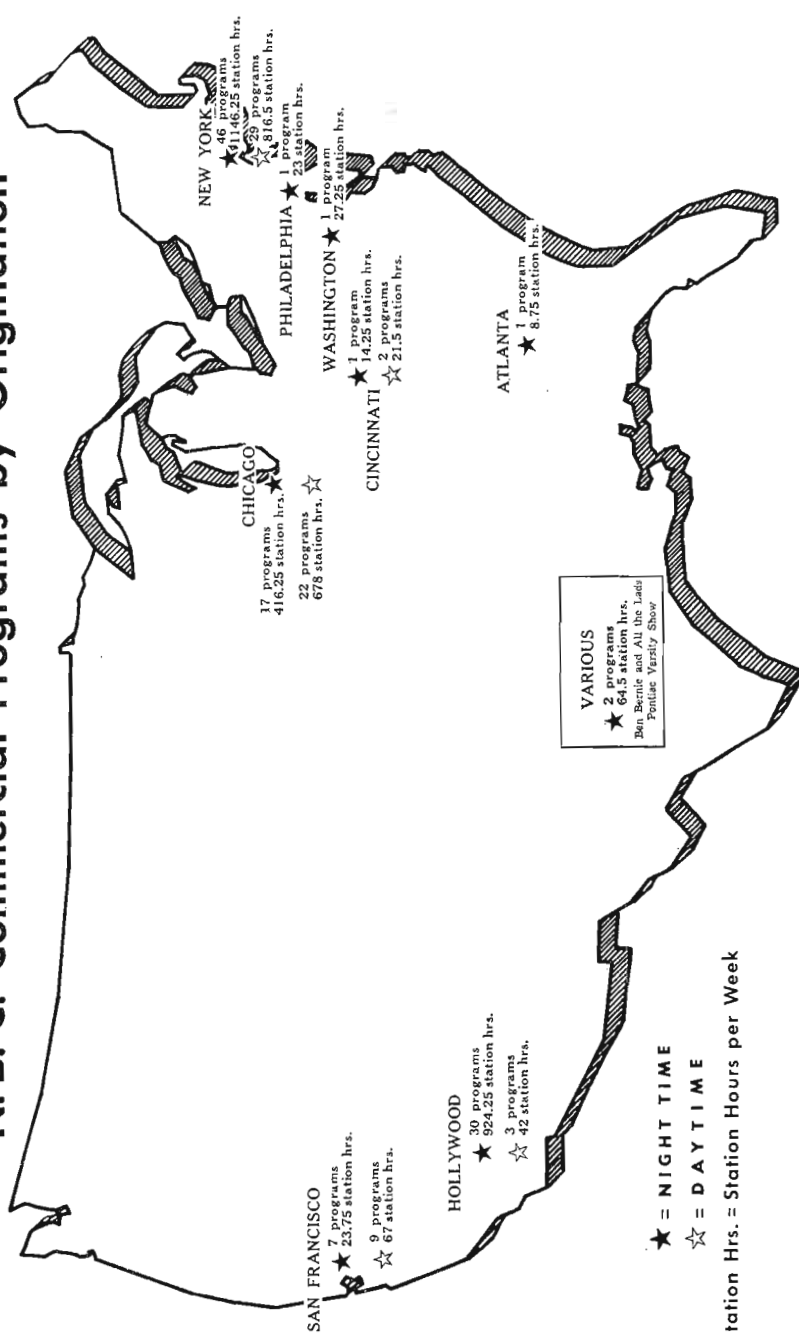 Commercial Programs by Origination
NEW YORK
★ 46 programs
1146.25 station hrs.
☆ 29 programs
816.5 station hrs.
PHILADELPHIA ★ 1 program
23 station hrs.
WASHINGTON ★ 1 program
27.25 station hrs.
★ 1 program
14.25 station hrs.
CINCINNATI
☆ 2 programs
21.5 station hrs.
ATLANTA
★ 1 program
8.75 station hrs.
CHICAGO
17 programs
416.25 station hrs. ★
22 programs
678 station hrs. ☆
VARIOUS
★ 2 programs
64.5 station hrs.
Ben Bernie and All the Lads
Pontiac Varsity Show
HOLLYWOOD
★ 30 programs
924.25 station hrs.
☆ 3 programs
42 station hrs.
SAN FRANCISCO
★ 7 programs
23.75 station hrs.
☆ 9 programs
67 station hrs.
★ = NIGHT TIME
☆ = DAYTIME
tation Hrs. = Station Hours per Week